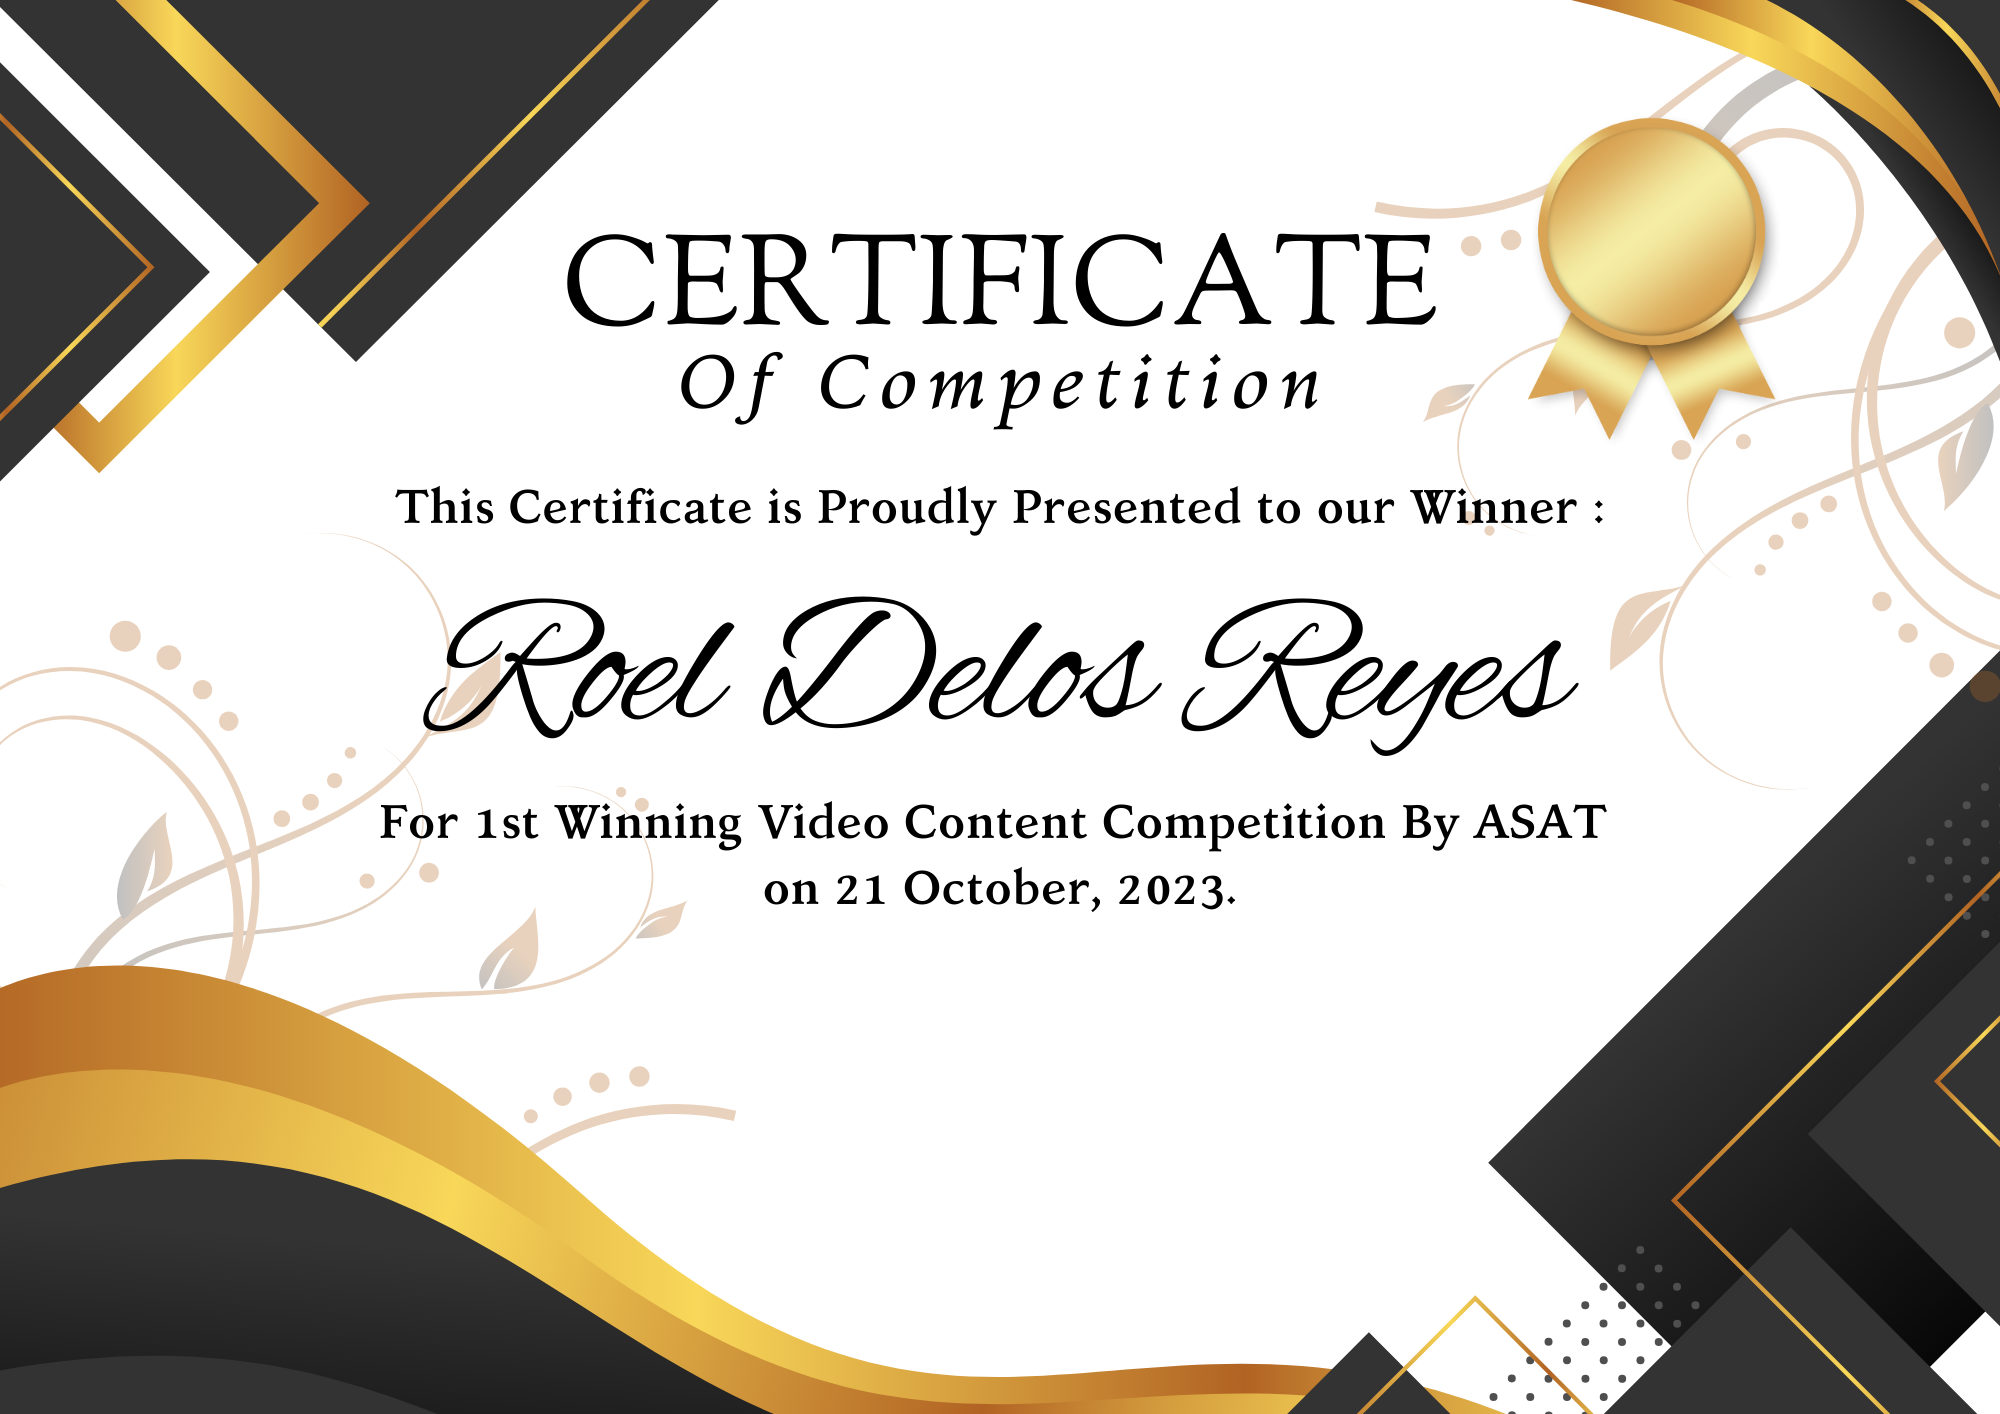 CERTIFICATE
Of Competition
This Certificate is Proudly Presented to our Winner :
Roel Delos Reyes
For 1st Winning Video Content Competition By ASAT
on 21 October, 2023.